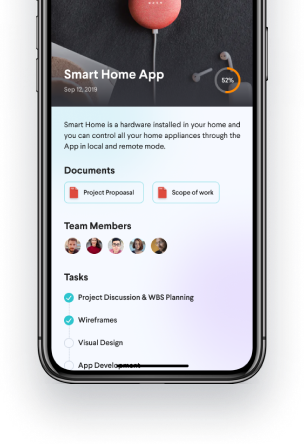 Smart Home App
Sep 12, 2019
52%
Smart Home is a hardware installed in your home and
you can control all your home appliances through the
App in local and remote mode.
Documents
Project Propoasal
Scope of work
Team Members
Tasks
Project Discussion & WBS Planning
Wireframes
Visual Design
App Development